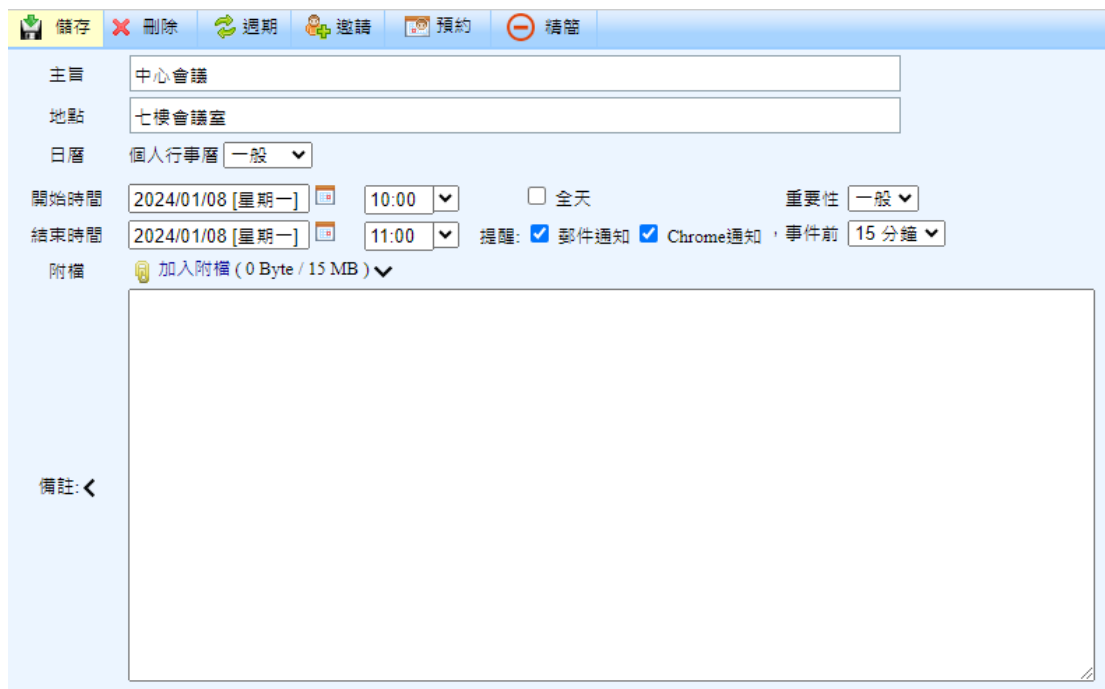 儲存 刪除 週期 邀請 預約 精簡
主旨 中心會議
地點 七樓會議室
日曆 個人行事曆 一般
開始時間 2024/01/08 [星期一] 10:00 全天 重要性 一般
結束時間 2024/01/08 [星期一] 11:00 提醒: 郵件通知 Chrome通知 ，事件前 15 分鐘
附檔 加入附檔 ( 0 Byte / 15 MB )
備註: